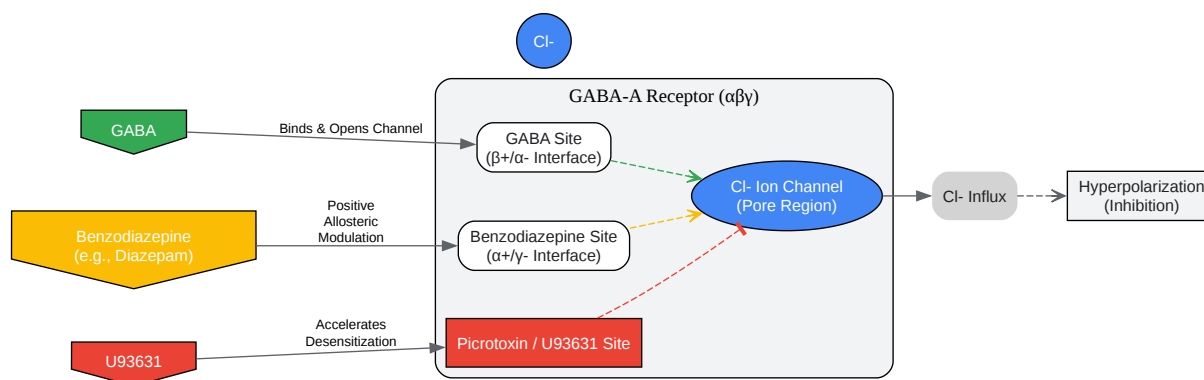 Cl-
GABA-A Receptor (αβγ)
GABA
Binds & Opens Channel
GABA Site
(β+/α- Interface)
Cl- Ion Channel
(Pore Region)
Cl- Influx
Hyperpolarization
(Inhibition)
Benzodiazepine
(e.g., Diazepam)
Positive
Allosteric
Modulation
Benzodiazepine Site
(α+/γ- Interface)
U93631
Accelerates
Desensitization
Picrotoxin / U93631 Site